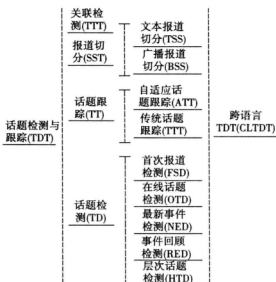 关联检
测(TTT)
报道切
分(SST)
文本报道
切分(TSS)
广播报道
切分(BSS)
话题检测与
跟踪(TDT)
话题跟
踪(TT)
自适应话
题跟踪(ATT)
传统话题
跟踪(TTT)
跨语言
TDT(CLTDT)
话题检
测(TD)
首次报道
检测(FSD)
在线话题
检测(OTD)
最新事件
检测(NED)
事件回顾
检测(RED)
层次话题
检测(HTD)